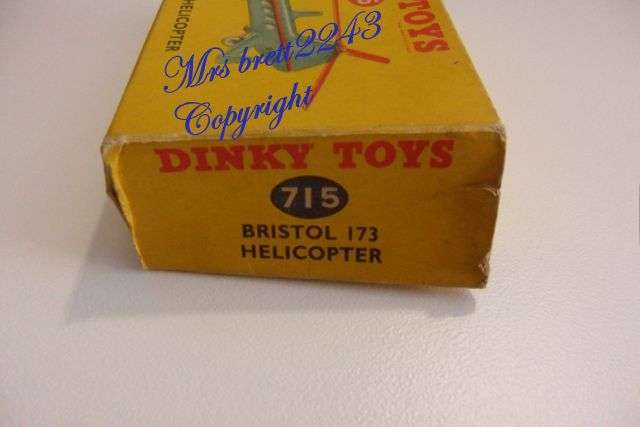 HELICOPTER
TOYS
Mrs brett2243
Copyright
DINKY TOYS
715
BRISTOL 173
HELICOPTER